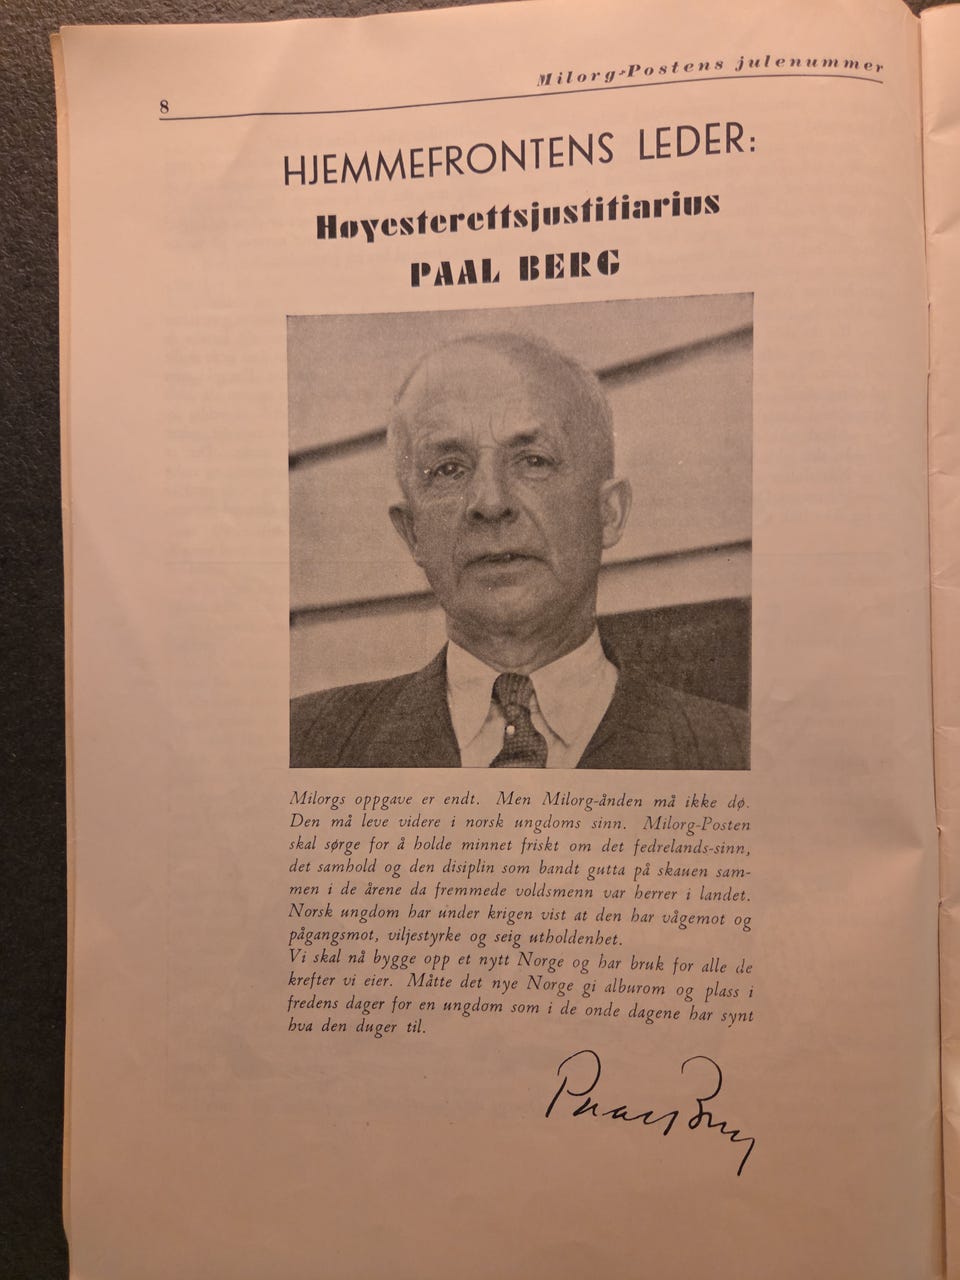 8
Milorg-Postens julenummer
HJEMMEFRONTENS LEDER:
Høyesterettsjustitiarius
PAAL BERG
Milorgs oppgave er endt. Men Milorg-ånden må ikke dø.
Den må leve videre i norsk ungdoms sinn. Milorg-Posten
skal sørge for å holde minnet friskt om det fedrelands-sinn,
det samhold og den disiplin som bandt gutta på skauen sam-
men i de årene da fremmede voldsmenn var herrer i landet.
Norsk ungdom har under krigen vist at den har vågemot og
pågangsmot, viljestyrke og seig utholdenhet.
Vi skal nå bygge opp et nytt Norge og har bruk for alle de
krefter vi eier. Måtte det nye Norge gi alburom og plass i
fredens dager for en ungdom som i de onde dagene har synt
hva den duger til.
Paal Berg